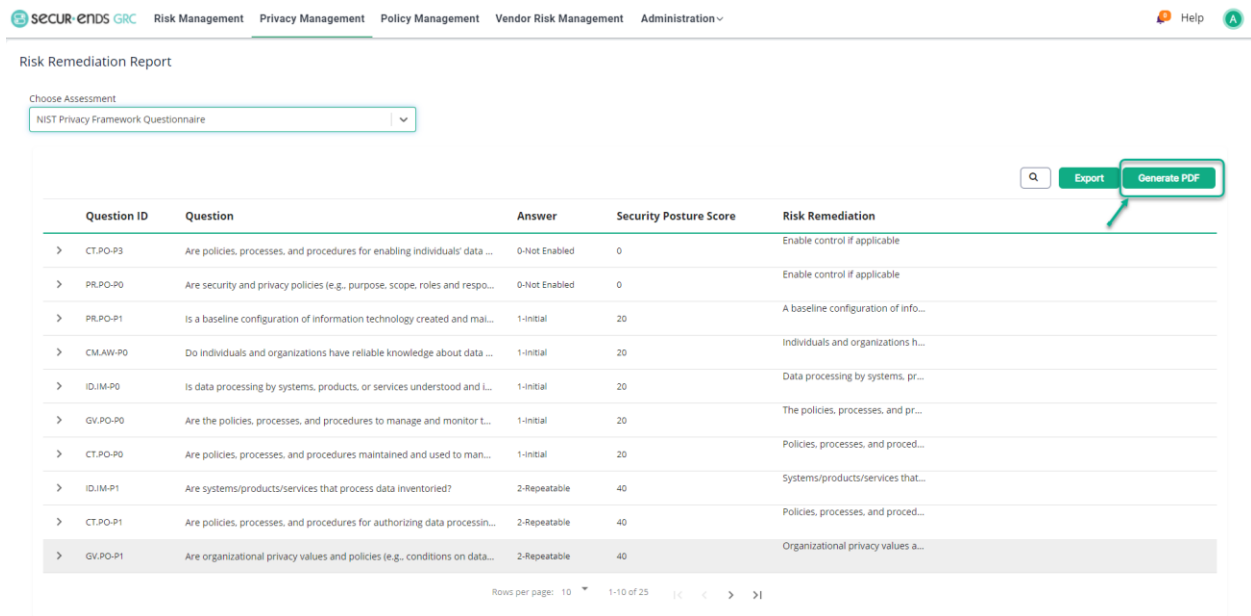 SECUR·ENDS GRC Risk Management Privacy Management Policy Management Vendor Risk Management Administration Help A
Risk Remediation Report
Choose Assessment
NIST Privacy Framework Questionnaire
Export Generate PDF
Question ID Question Answer Security Posture Score Risk Remediation
CT.PO-P3 Are policies, processes, and procedures for enabling individuals' data ... 0-Not Enabled 0 Enable control if applicable
PR.PO-P0 Are security and privacy policies (e.g., purpose, scope, roles and respo... 0-Not Enabled 0 Enable control if applicable
PR.PO-P1 Is a baseline configuration of information technology created and mai... 1-Initial 20 A baseline configuration of info...
CM.AW-P0 Do individuals and organizations have reliable knowledge about data ... 1-Initial 20 Individuals and organizations h...
ID.IM-P0 Is data processing by systems, products, or services understood and i... 1-Initial 20 Data processing by systems, pr...
GV.PO-P0 Are the policies, processes, and procedures to manage and monitor t... 1-Initial 20 The policies, processes, and pr...
CT.PO-P0 Are policies, processes, and procedures maintained and used to man... 1-Initial 20 Policies, processes, and proced...
ID.IM-P1 Are systems/products/services that process data inventoried? 2-Repeatable 40 Systems/products/services that...
CT.PO-P1 Are policies, processes, and procedures for authorizing data processin... 2-Repeatable 40 Policies, processes, and proced...
GV.PO-P1 Are organizational privacy values and policies (e.g., conditions on data... 2-Repeatable 40 Organizational privacy values a...
Rows per page: 10 1-10 of 25